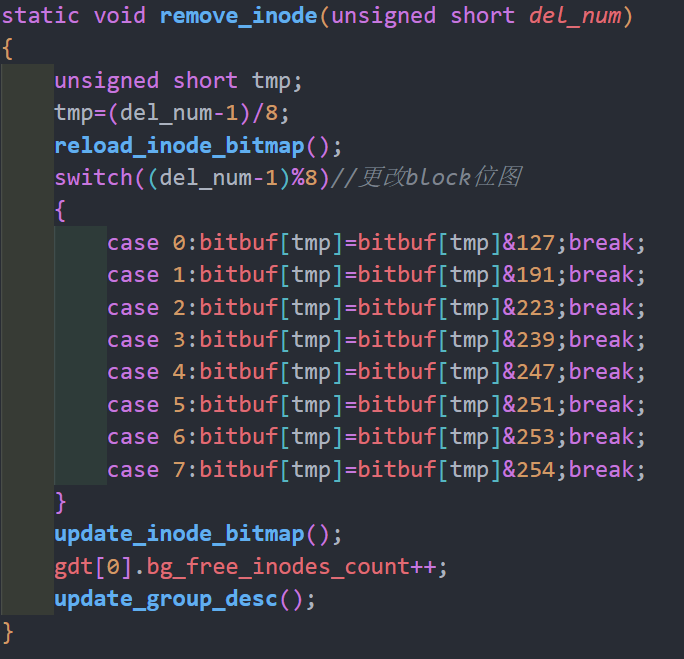 static void remove_inode(unsigned short del_num)
{
    unsigned short tmp;
    tmp=(del_num-1)/8;
    reload_inode_bitmap();
    switch((del_num-1)%8)//更改block位图
    {
        case 0:bitbuf[tmp]=bitbuf[tmp]&127;break;
        case 1:bitbuf[tmp]=bitbuf[tmp]&191;break;
        case 2:bitbuf[tmp]=bitbuf[tmp]&223;break;
        case 3:bitbuf[tmp]=bitbuf[tmp]&239;break;
        case 4:bitbuf[tmp]=bitbuf[tmp]&247;break;
        case 5:bitbuf[tmp]=bitbuf[tmp]&251;break;
        case 6:bitbuf[tmp]=bitbuf[tmp]&253;break;
        case 7:bitbuf[tmp]=bitbuf[tmp]&254;break;
    }
    update_inode_bitmap();
    gdt[0].bg_free_inodes_count++;
    update_group_desc();
}